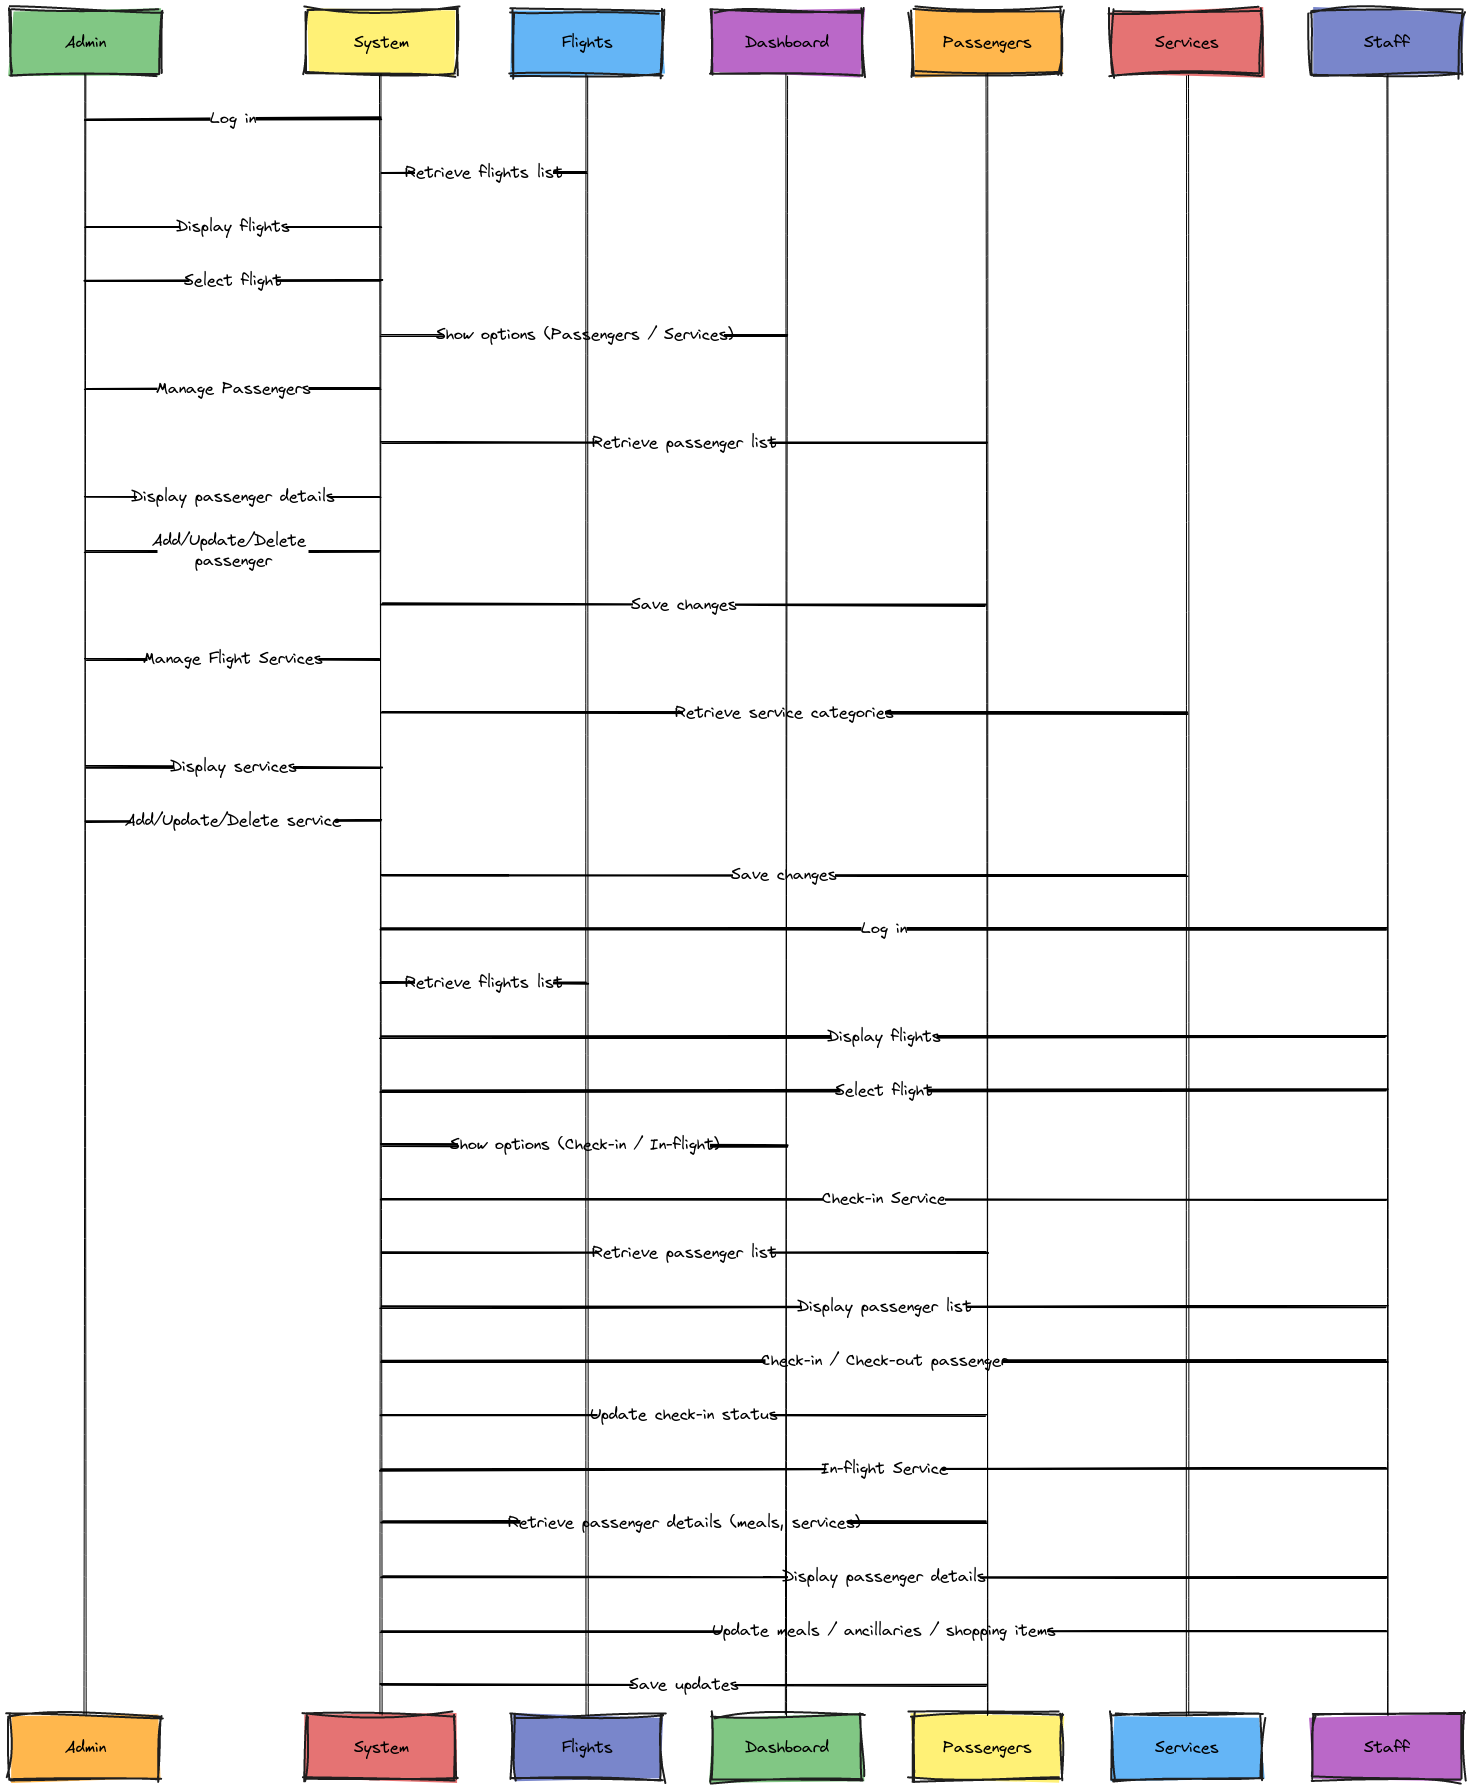 Admin
System
Flights
Dashboard
Passengers
Services
Staff
Log in
Retrieve flights list
Display flights
Select flight
Show options (Passengers / Services)
Manage Passengers
Retrieve passenger list
Display passenger details
Add/Update/Delete
passenger
Save changes
Manage Flight Services
Retrieve service categories
Display services
Add/Update/Delete service
Save changes
Log in
Retrieve flights list
Display flights
Select flight
Show options (Check-in / In-flight)
Check-in Service
Retrieve passenger list
Display passenger list
Check-in / Check-out passenger
Update check-in status
In-flight Service
Retrieve passenger details (meals, services)
Display passenger details
Update meals / ancillaries / shopping items
Save updates
Admin
System
Flights
Dashboard
Passengers
Services
Staff